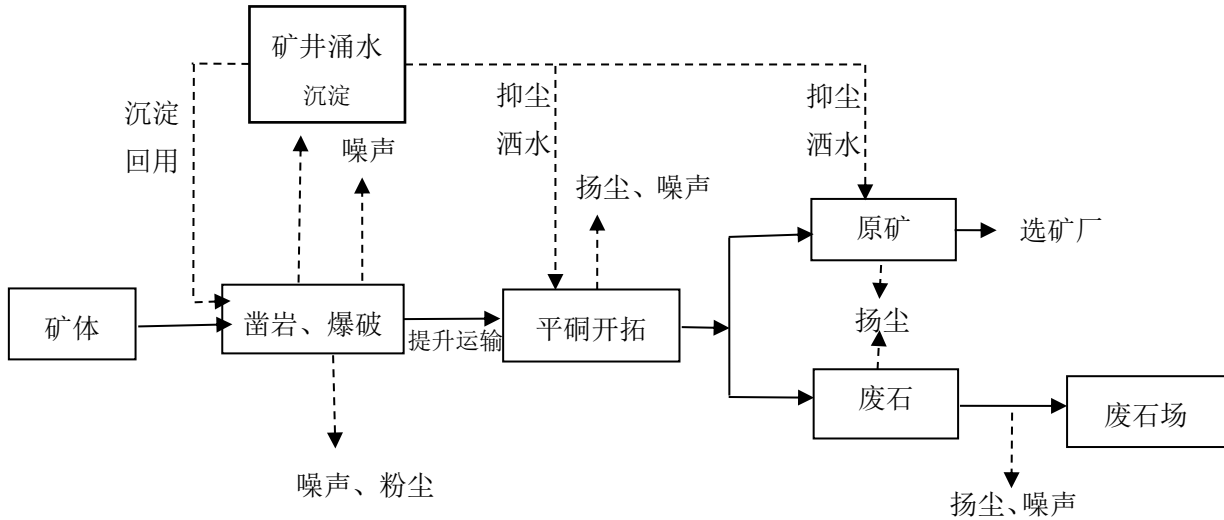 矿井涌水
沉淀
沉淀
回用
噪声
抑尘
洒水
抑尘
洒水
扬尘、噪声
原矿
选矿厂
矿体
凿岩、爆破
提升运输
平硐开拓
扬尘
废石
废石场
噪声、粉尘
扬尘、噪声